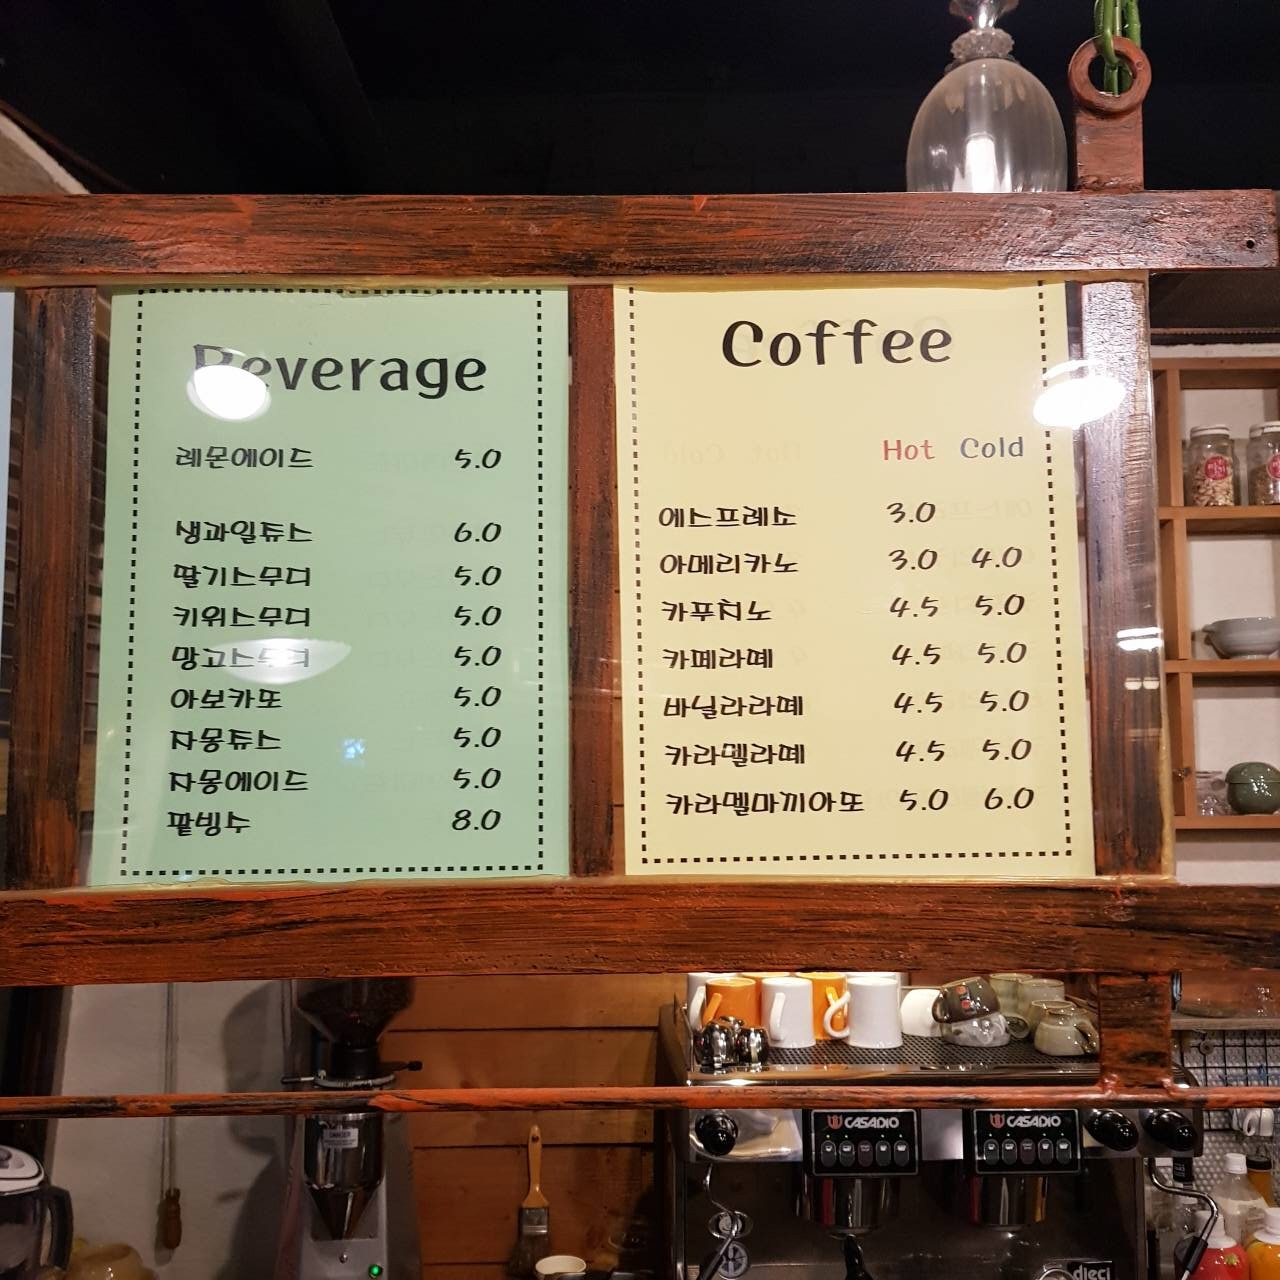 Beverage
레몬에이드 5.0
생과일쥬스 6.0
딸기스무디 5.0
키위스무디 5.0
망고스무디 5.0
아보카또 5.0
자몽쥬스 5.0
자몽에이드 5.0
팥빙수 8.0
Coffee
Hot Cold
에스프레소 3.0
아메리카노 3.0 4.0
카푸치노 4.5 5.0
카페라떼 4.5 5.0
바닐라라떼 4.5 5.0
카라멜라떼 4.5 5.0
카라멜마끼아또 5.0 6.0
CASADIO
CASADIO
dieci